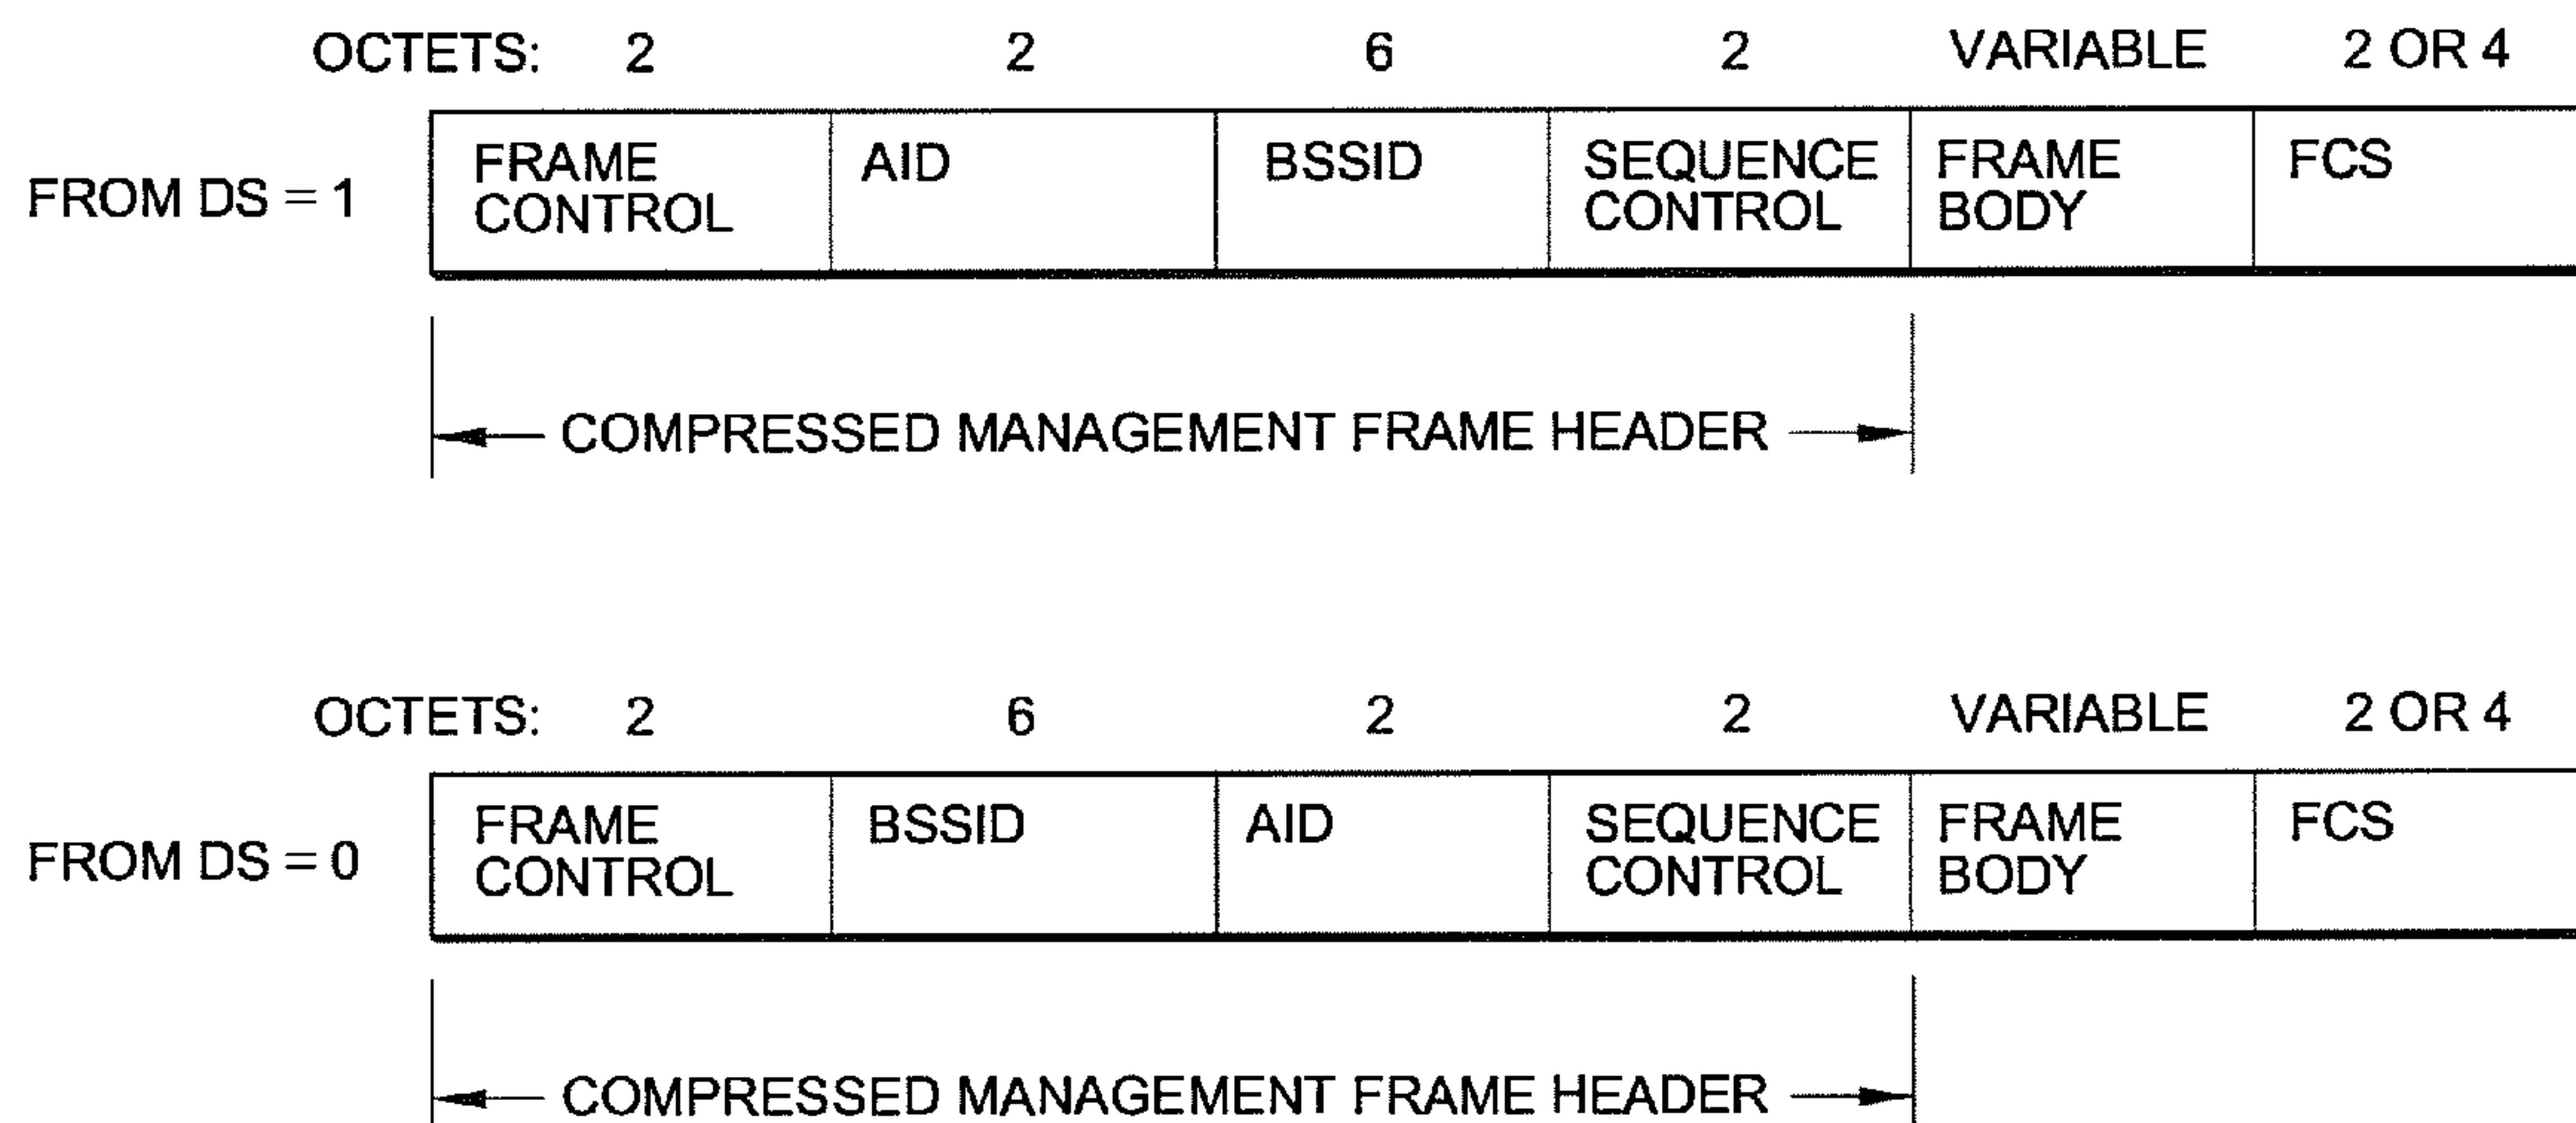 OCTETS: 2 2 6 2 VARIABLE 2 OR 4
FROM DS = 1
FRAME CONTROL
AID
BSSID
SEQUENCE CONTROL
FRAME BODY
FCS
COMPRESSED MANAGEMENT FRAME HEADER
OCTETS: 2 6 2 2 VARIABLE 2 OR 4
FROM DS = 0
FRAME CONTROL
BSSID
AID
SEQUENCE CONTROL
FRAME BODY
FCS
COMPRESSED MANAGEMENT FRAME HEADER